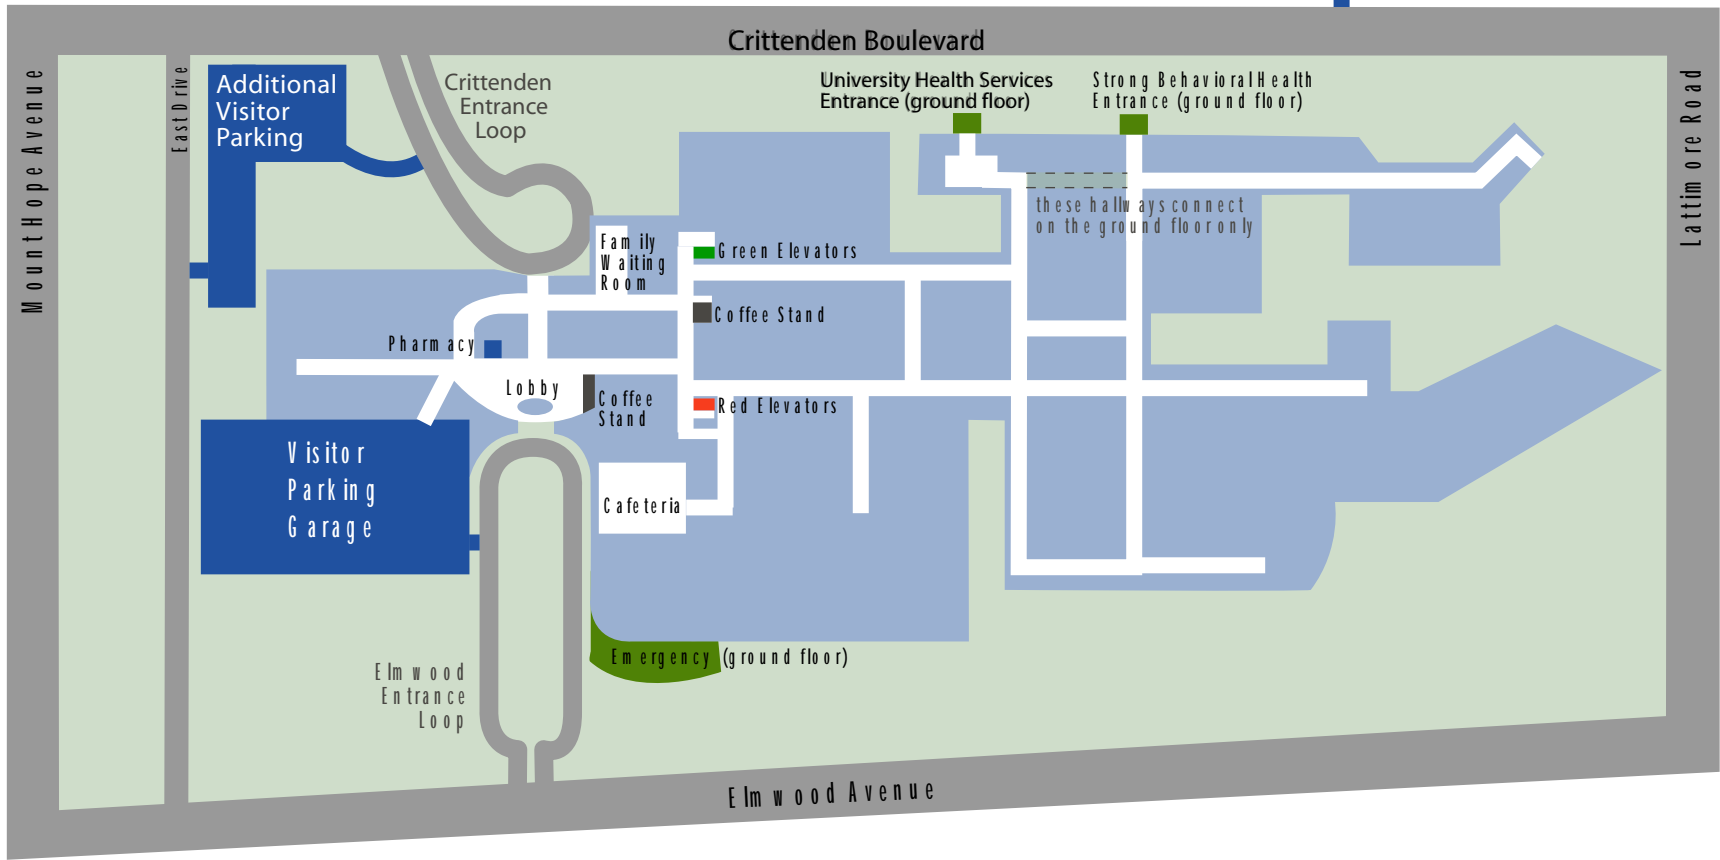 Crittenden Boulevard
Mount Hope Avenue
East Drive
Additional
Visitor
Parking
Crittenden
Entrance
Loop
University Health Services
Entrance (ground floor)
Strong Behavioral Health
Entrance (ground floor)
Lattimore Road
these hallways connect
on the ground floor only
Family
Waiting
Room
Green Elevators
Coffee Stand
Pharmacy
Lobby
Coffee
Stand
Red Elevators
Visitor
Parking
Garage
Cafeteria
Emergency (ground floor)
Elmwood
Entrance
Loop
Elmwood Avenue